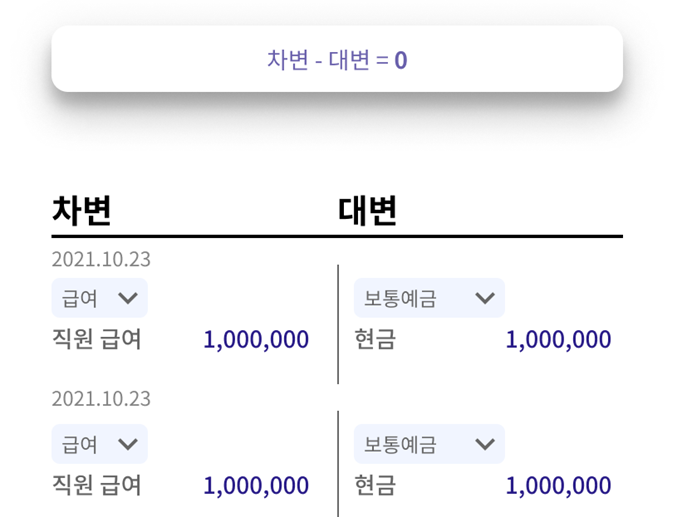 차변 - 대변 = 0
차변 대변
2021.10.23
급여 보통예금
직원 급여 1,000,000 현금 1,000,000
2021.10.23
급여 보통예금
직원 급여 1,000,000 현금 1,000,000